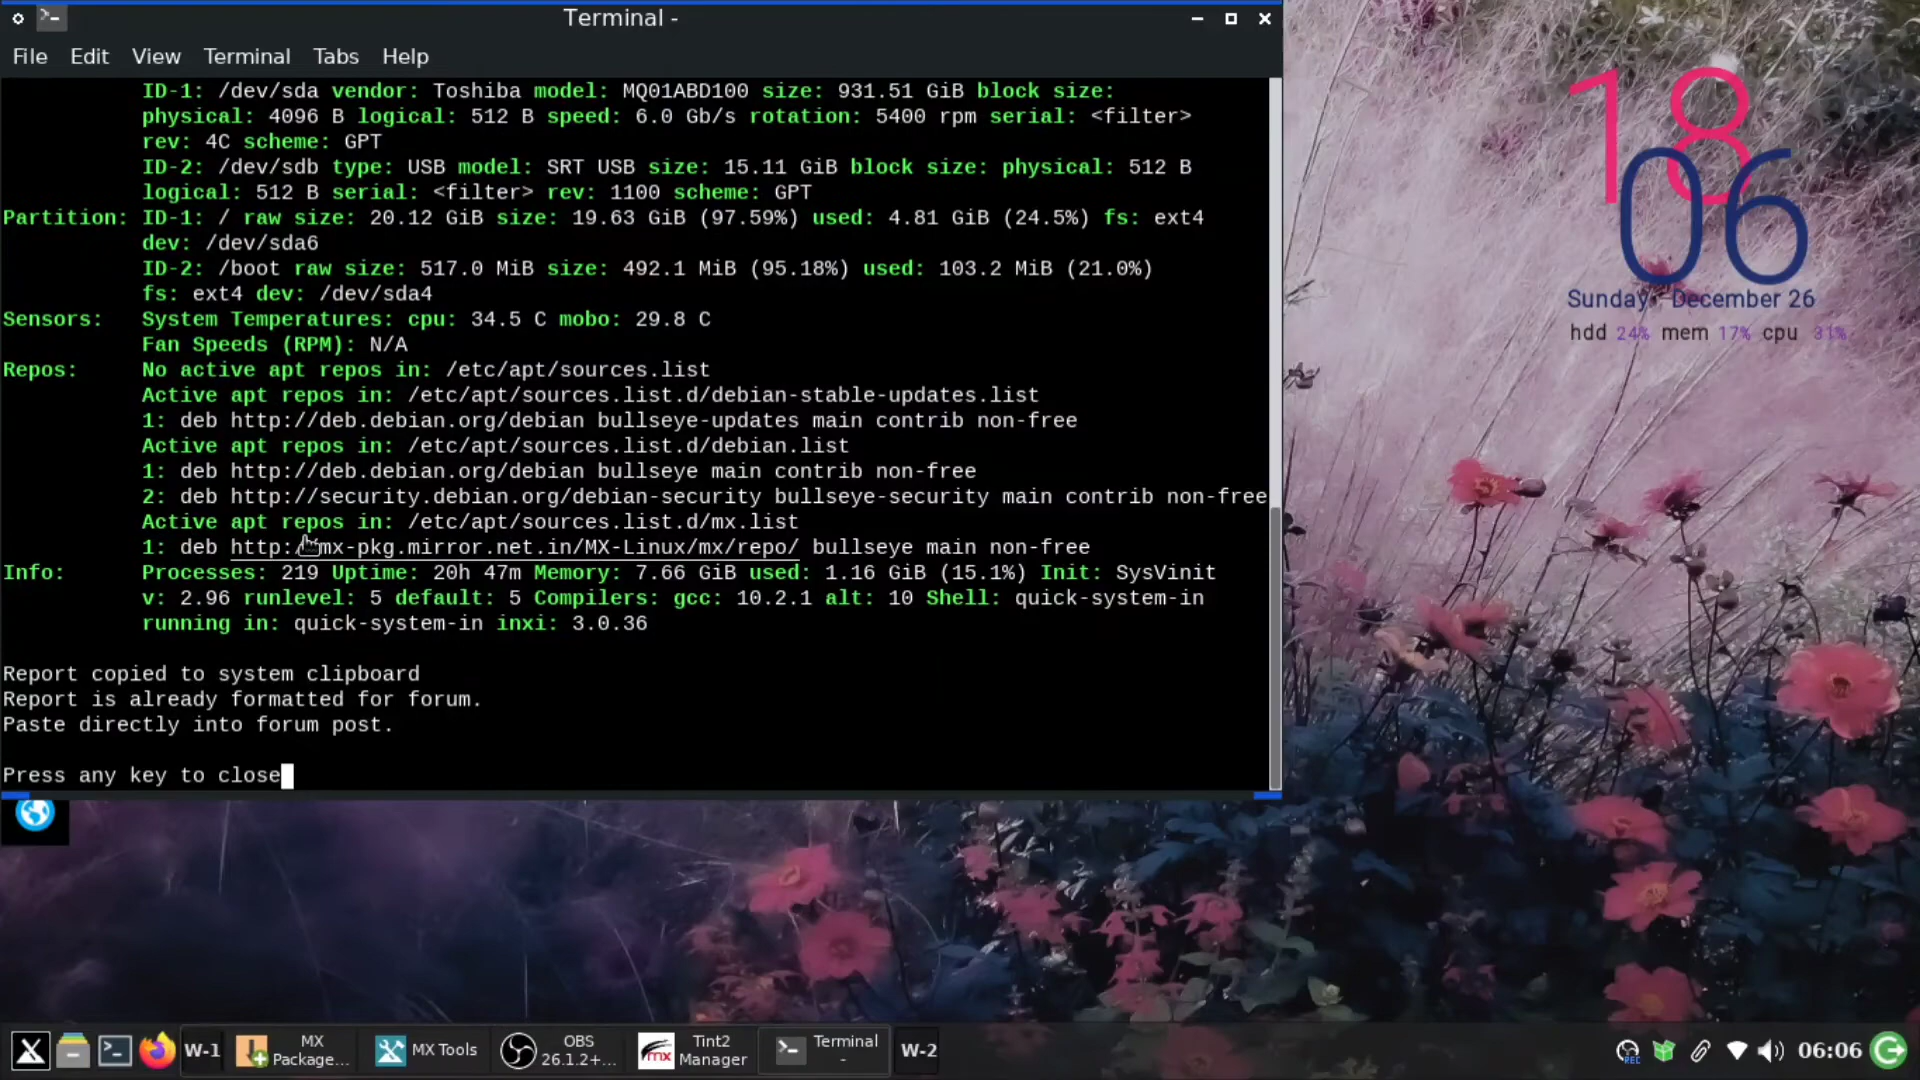 Terminal -
File Edit View Terminal Tabs Help
ID-1: /dev/sda vendor: Toshiba model: MQ01ABD100 size: 931.51 GiB block size:
physical: 4096 B logical: 512 B speed: 6.0 Gb/s rotation: 5400 rpm serial: <filter>
rev: 4C scheme: GPT
ID-2: /dev/sdb type: USB model: SRT USB size: 15.11 GiB block size: physical: 512 B
logical: 512 B serial: <filter> rev: 1100 scheme: GPT
Partition: ID-1: / raw size: 20.12 GiB size: 19.63 GiB (97.59%) used: 4.81 GiB (24.5%) fs: ext4
dev: /dev/sda6
ID-2: /boot raw size: 517.0 MiB size: 492.1 MiB (95.18%) used: 103.2 MiB (21.0%)
fs: ext4 dev: /dev/sda4
Sensors: System Temperatures: cpu: 34.5 C mobo: 29.8 C
Fan Speeds (RPM): N/A
Repos: No active apt repos in: /etc/apt/sources.list
Active apt repos in: /etc/apt/sources.list.d/debian-stable-updates.list
1: deb http://deb.debian.org/debian bullseye-updates main contrib non-free
Active apt repos in: /etc/apt/sources.list.d/debian.list
1: deb http://deb.debian.org/debian bullseye main contrib non-free
2: deb http://security.debian.org/debian-security bullseye-security main contrib non-free
Active apt repos in: /etc/apt/sources.list.d/mx.list
1: deb http://mx-pkg.mirror.net.in/MX-Linux/mx/repo/ bullseye main non-free
Info: Processes: 219 Uptime: 20h 47m Memory: 7.66 GiB used: 1.16 GiB (15.1%) Init: SysVinit
v: 2.96 runlevel: 5 default: 5 Compilers: gcc: 10.2.1 alt: 10 Shell: quick-system-in
running in: quick-system-in inxi: 3.0.36
Report copied to system clipboard
Report is already formatted for forum.
Paste directly into forum post.
Press any key to close
18
06
Sunday, December 26
hdd 24% mem 17% cpu 31%
W-1
MX
Package...
MX Tools
OBS
26.1.2+...
mx
Tint2
Manager
Terminal
-
W-2
REC
06:06